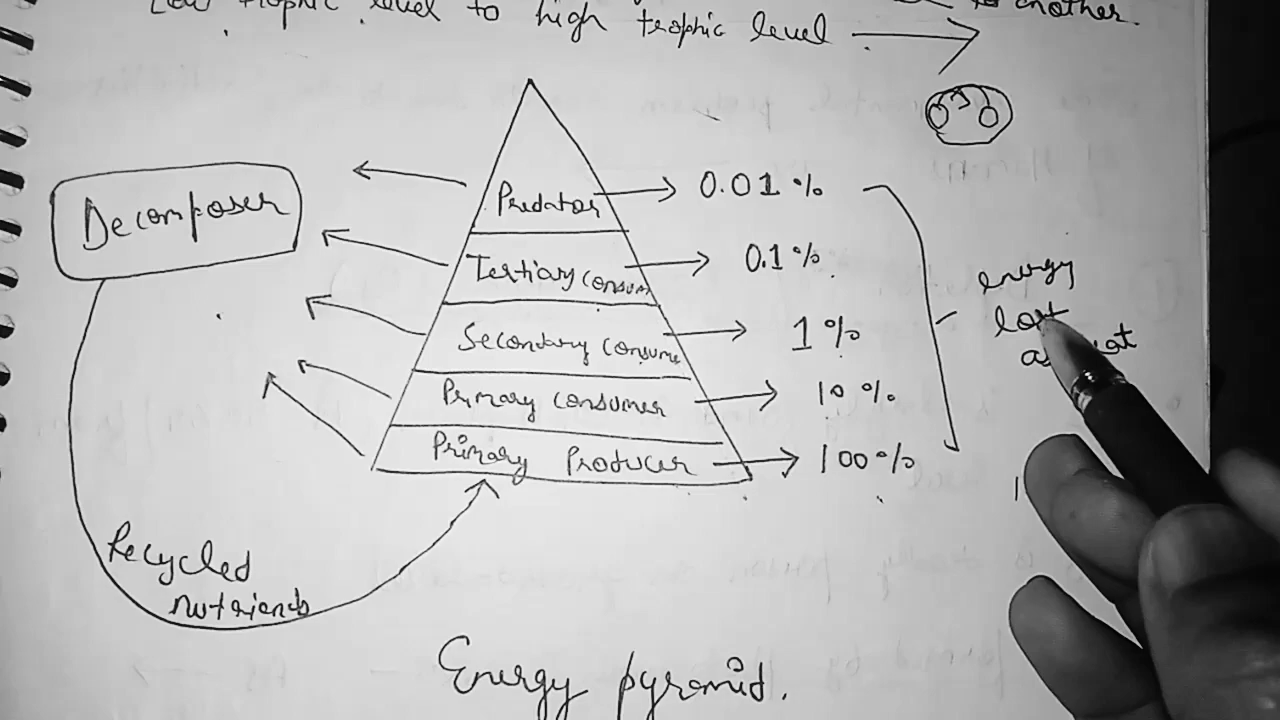 Low trophic level to high trophic level to another.
Decomposer
Predator 0.01 %
Tertiary Consum 0.1 %
Secondary Consume 1 %
Primary Consumer 10 %
Primary Producer 100 %
energy
lost
Recycled
nutrients
Energy pyramid.